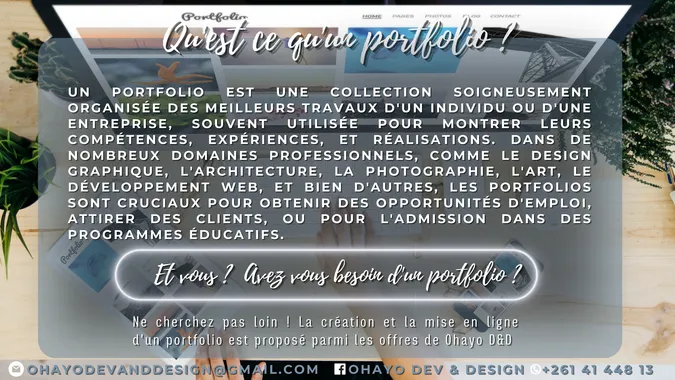 Portfolio
HOME PAGES PHOTOS BLOG CONTACT
Qu'est ce qu'un portfolio ?
UN PORTFOLIO EST UNE COLLECTION SOIGNEUSEMENT
ORGANISÉE DES MEILLEURS TRAVAUX D'UN INDIVIDU OU D'UNE
ENTREPRISE, SOUVENT UTILISÉE POUR MONTRER LEURS
COMPÉTENCES, EXPÉRIENCES, ET RÉALISATIONS. DANS DE
NOMBREUX DOMAINES PROFESSIONNELS, COMME LE DESIGN
GRAPHIQUE, L'ARCHITECTURE, LA PHOTOGRAPHIE, L'ART, LE
DÉVELOPPEMENT WEB, ET BIEN D'AUTRES, LES PORTFOLIOS
SONT CRUCIAUX POUR OBTENIR DES OPPORTUNITÉS D'EMPLOI,
ATTIRER DES CLIENTS, OU POUR L'ADMISSION DANS DES
PROGRAMMES ÉDUCATIFS.
Et vous ? Avez vous besoin d'un portfolio ?
Ne cherchez pas loin ! La création et la mise en ligne
d'un portfolio est proposé parmi les offres de Ohayo D&D
OHAYODEVANDDESIGN@GMAIL.COM OHAYO DEV & DESIGN +261 41 448 13